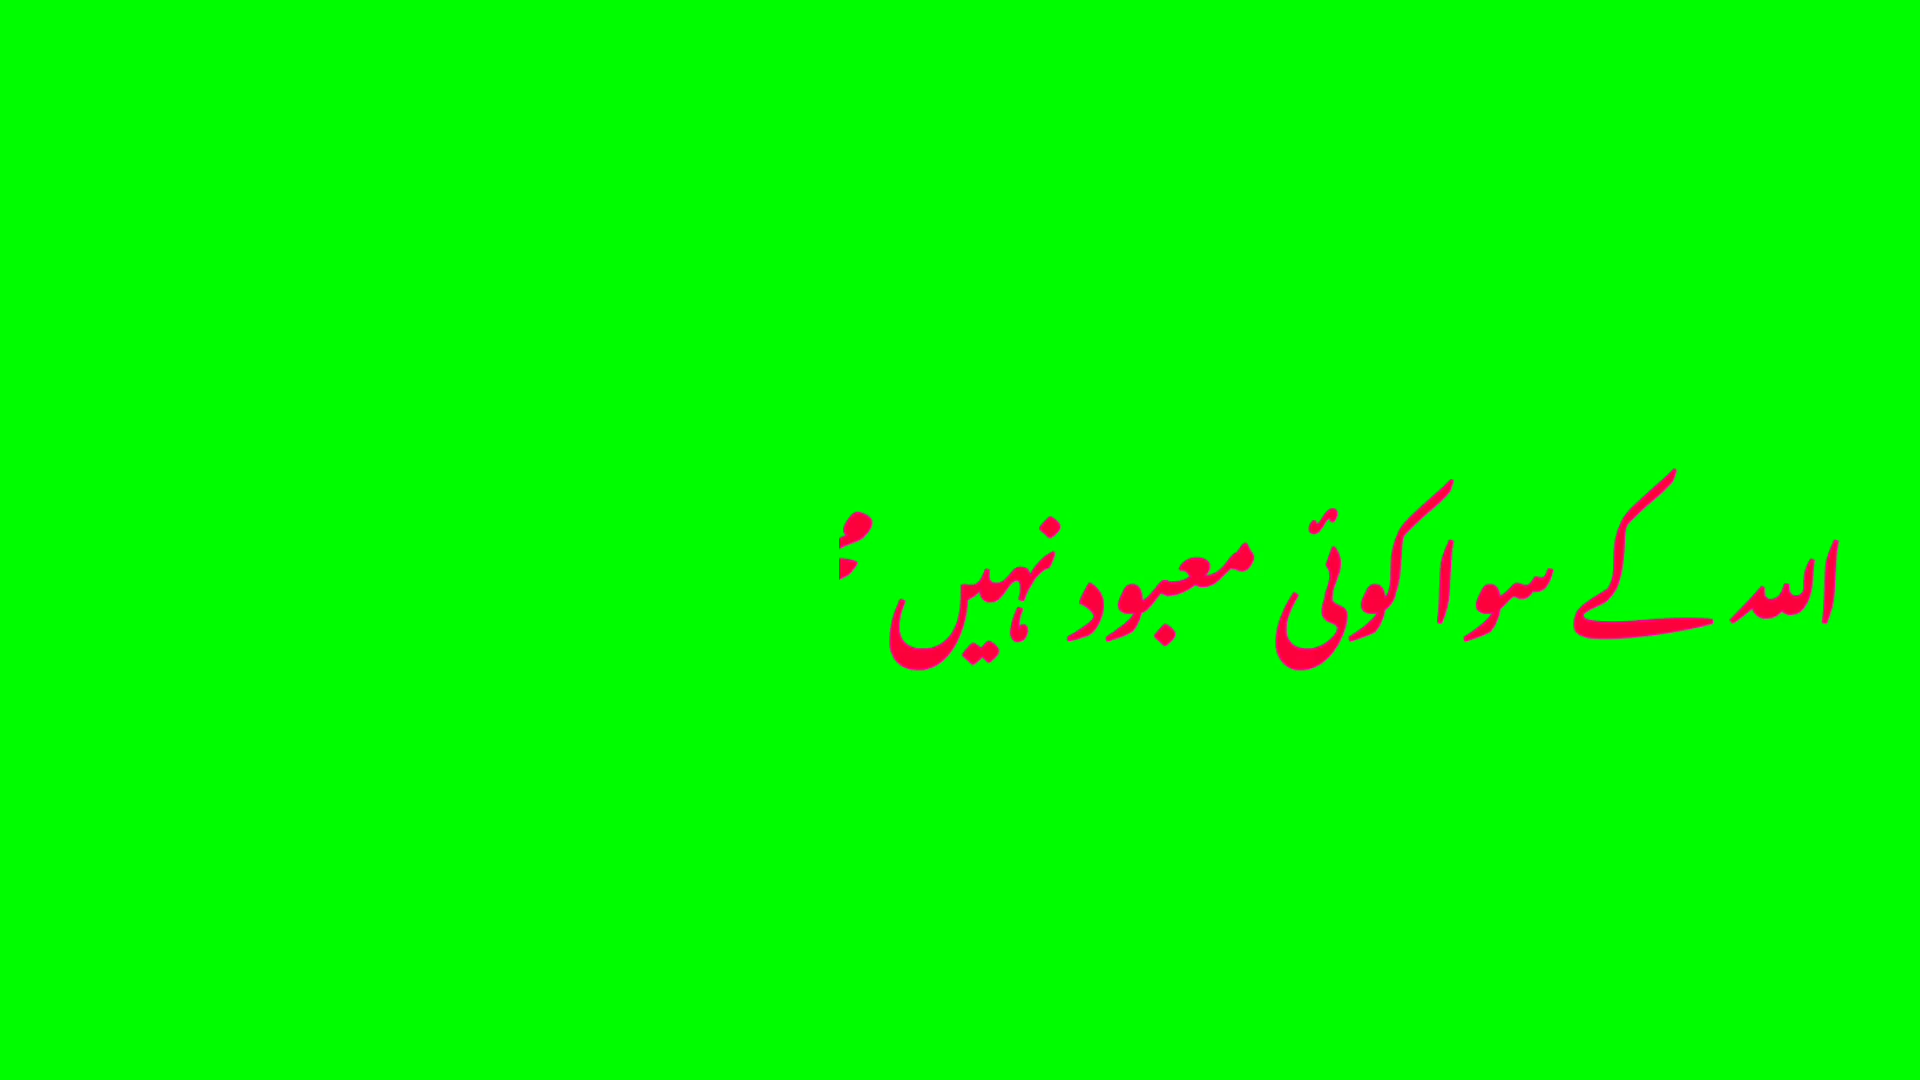 اللہ کے سوا کوئی معبود نہیں